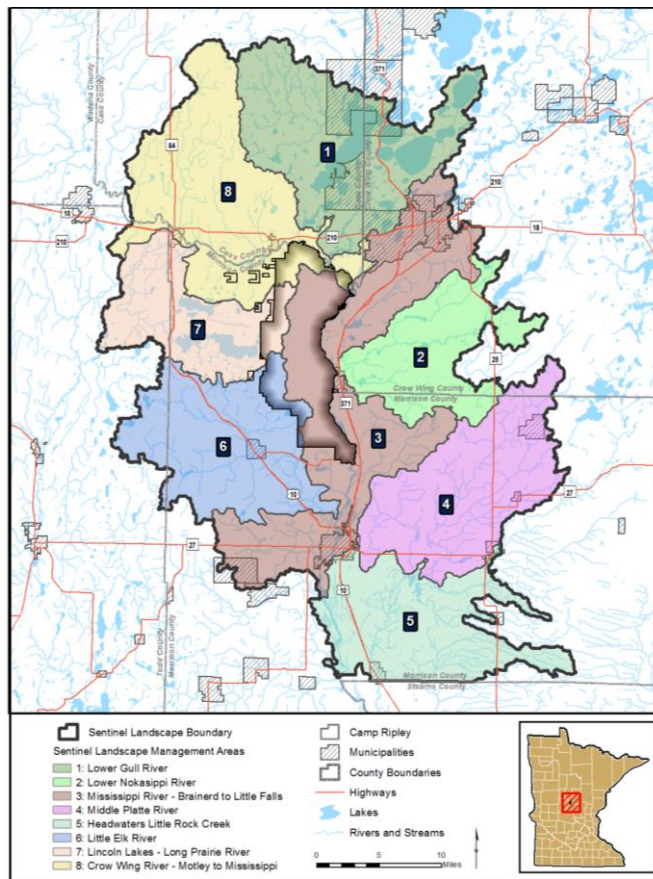 371
Wadena County
Cass County
1
64
8
210
10
210
Cass County
Crow Wing County
210
18
Cass County
Morrison County
7
2
25
Crow Wing County
Morrison County
371
3
6
4
10
27
27
10
5
Todd County
Morrison County
Morrison County
Stearns County
Sentinel Landscape Boundary
Sentinel Landscape Management Areas
1: Lower Gull River
2: Lower Nokasippi River
3: Mississippi River - Brainerd to Little Falls
4: Middle Platte River
5: Headwaters Little Rock Creek
6: Little Elk River
7: Lincoln Lakes - Long Prairie River
8: Crow Wing River - Motley to Mississippi
Camp Ripley
Municipalities
County Boundaries
Highways
Lakes
Rivers and Streams
0 5 10
Miles